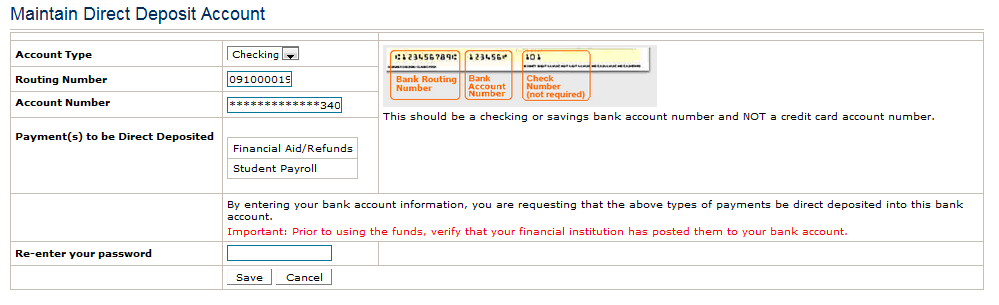 Maintain Direct Deposit Account
Account Type
Checking
Routing Number
091000019
Account Number
*************340
Payment(s) to be Direct Deposited
Financial Aid/Refunds
Student Payroll
⑆123456789⑆ 123456⑈ 101
Bank Routing
Number
Bank
Account
Number
Check
Number
(not required)
This should be a checking or savings bank account number and NOT a credit card account number.
By entering your bank account information, you are requesting that the above types of payments be direct deposited into this bank
account.
Important: Prior to using the funds, verify that your financial institution has posted them to your bank account.
Re-enter your password
Save
Cancel